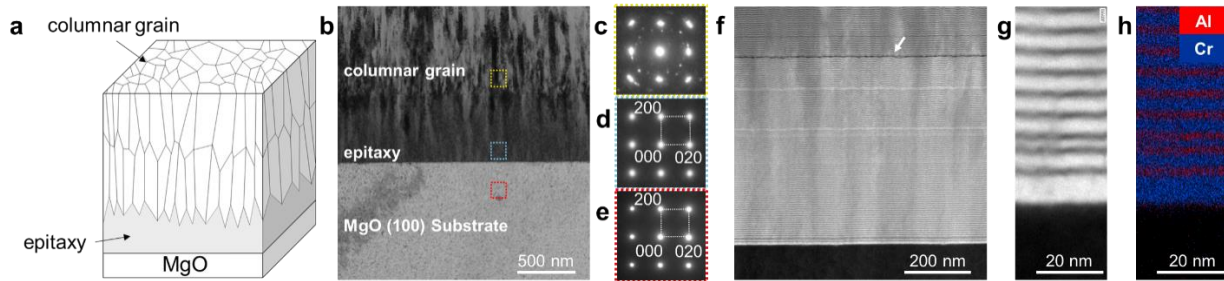 a
columnar grain
epitaxy
MgO
b
columnar grain
epitaxy
MgO (100) Substrate
500 nm
c
d
200
000
020
e
200
000
020
f
200 nm
g
20 nm
h
Al
Cr
20 nm